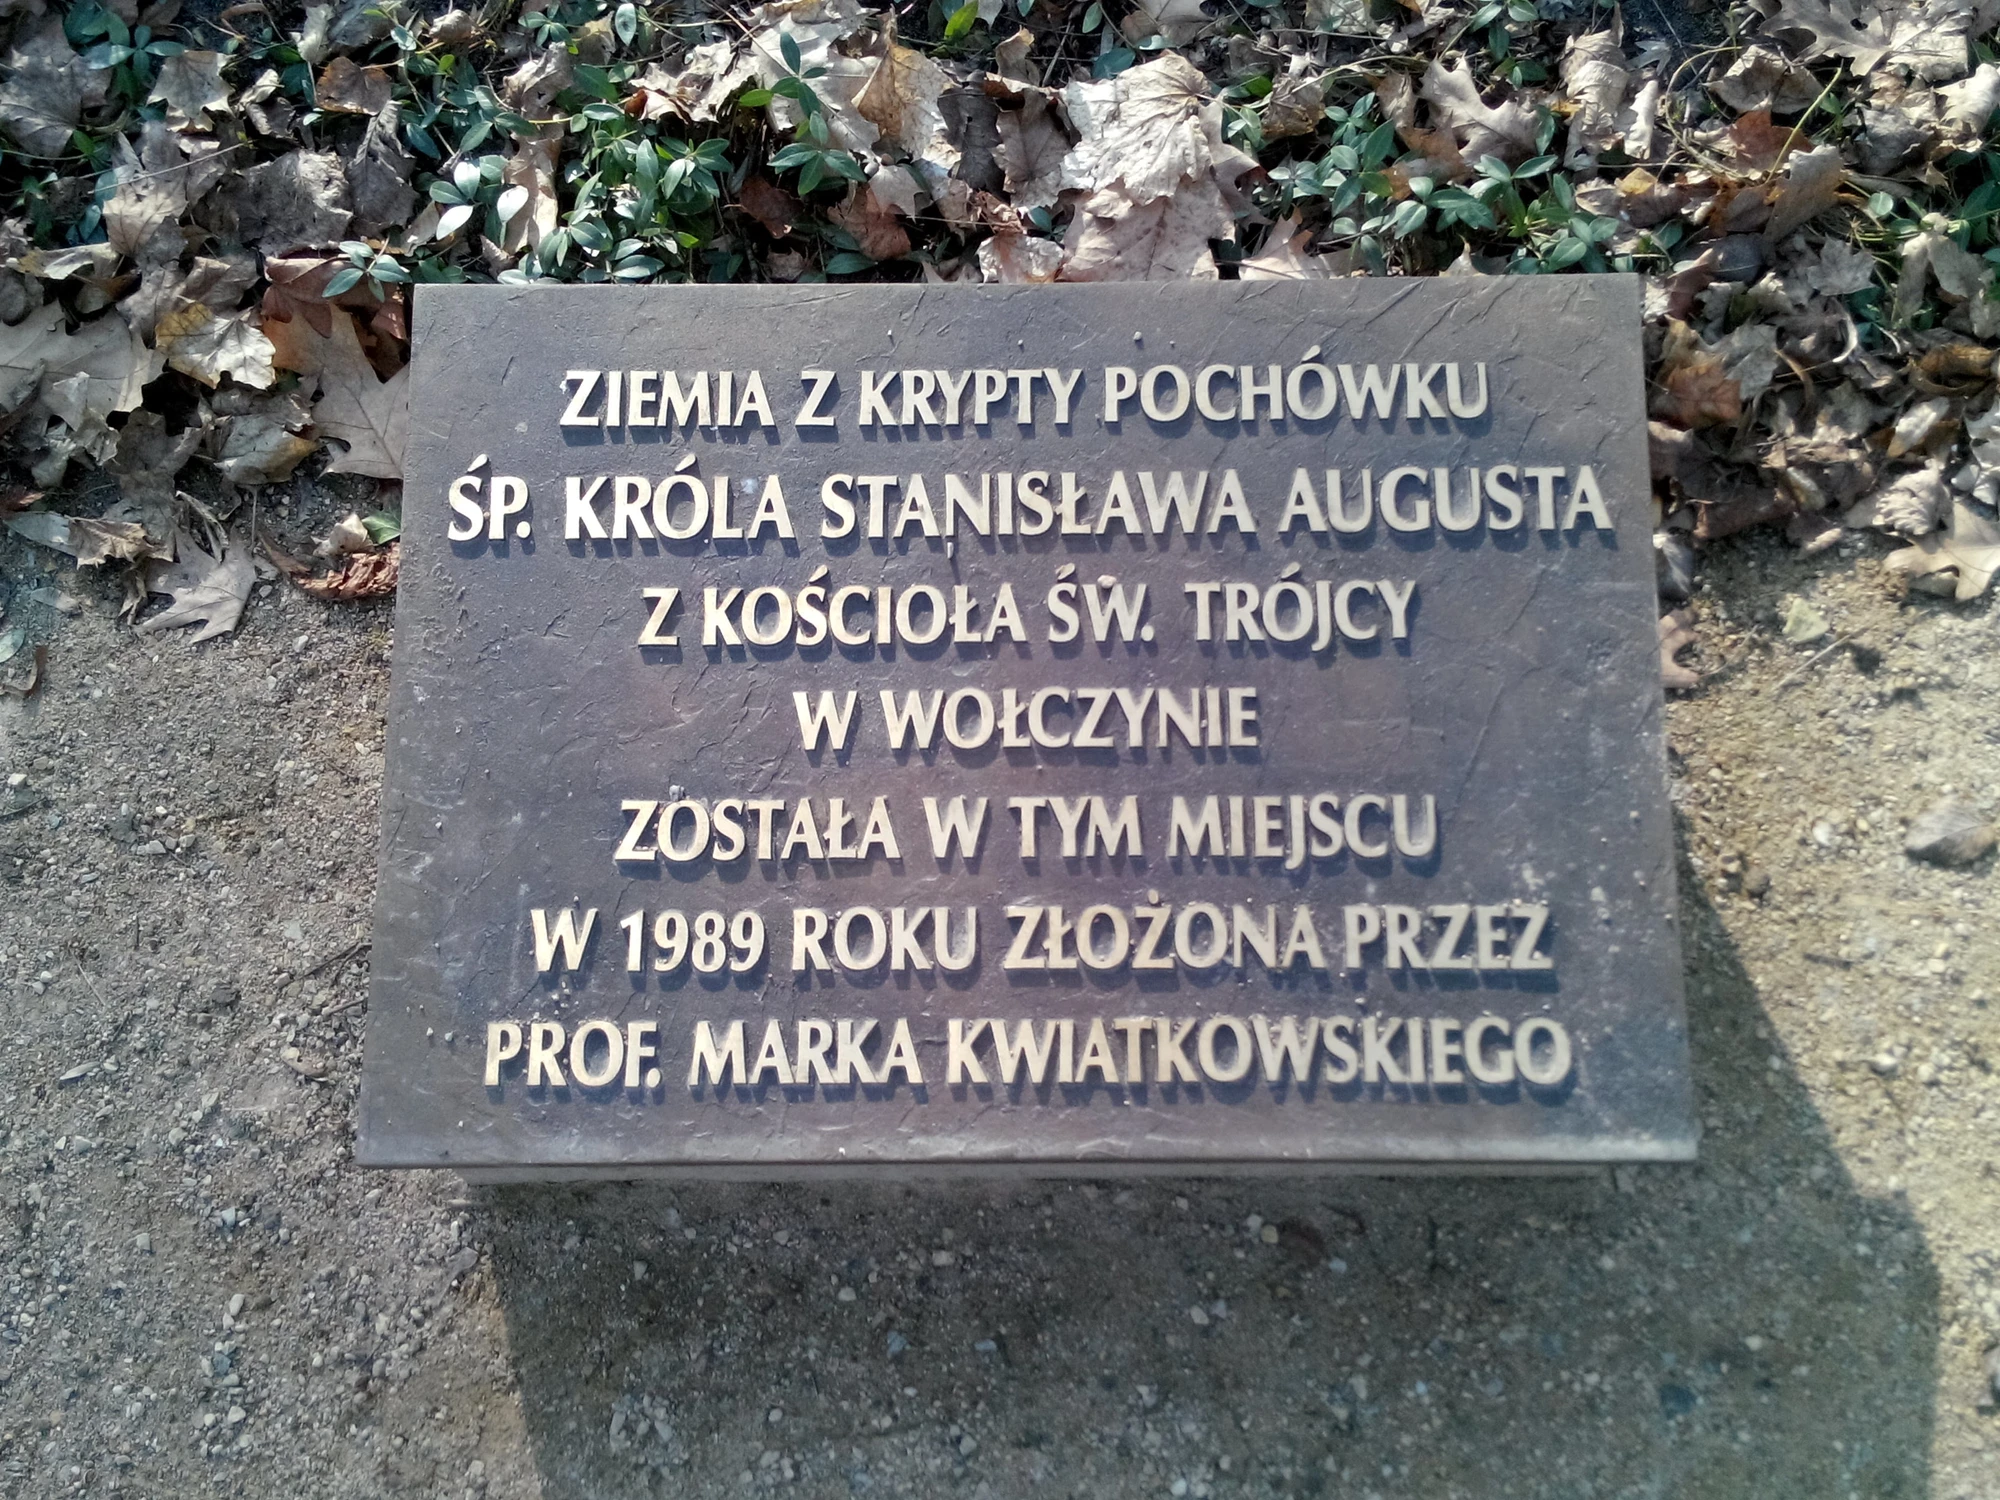 ZIEMIA Z KRYPTY POCHÓWKU
ŚP. KRÓLA STANISŁAWA AUGUSTA
Z KOŚCIOŁA ŚW. TRÓJCY
W WOŁCZYNIE
ZOSTAŁA W TYM MIEJSCU
W 1989 ROKU ZŁOŻONA PRZEZ
PROF. MARKA KWIATKOWSKIEGO